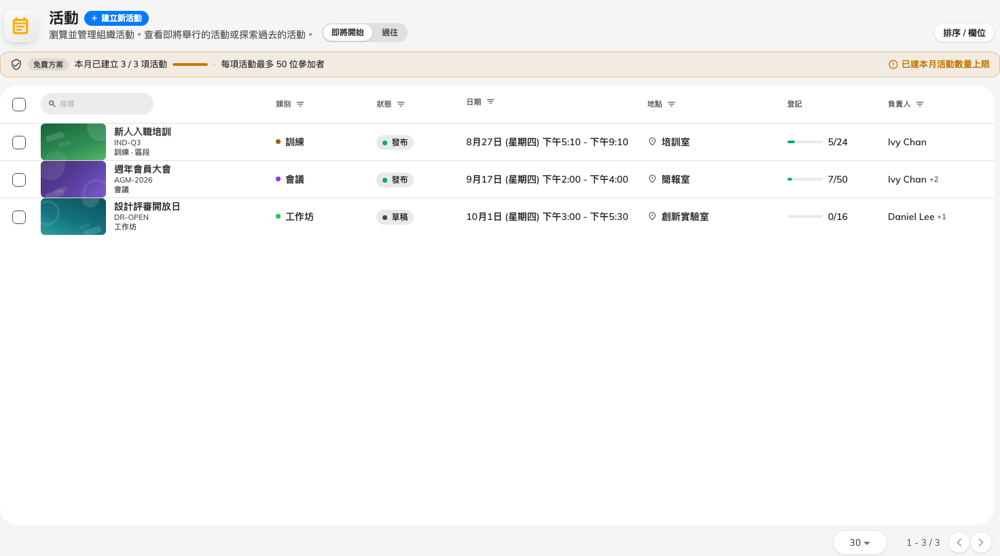 活動
+ 建立新活動
瀏覽並管理組織活動。查看即將舉行的活動或探索過去的活動。
即將開始 過往
排序 / 欄位
免費方案 本月已建立 3 / 3 項活動 · 每項活動最多 50 位參加者
已達本月活動數量上限
搜尋 類別 狀態 日期 地點 登記 負責人
新人入職培訓
IND-Q3
訓練 · 區段
訓練 發布 8月27日 (星期四) 下午5:10 - 下午9:10 培訓室 5/24 Ivy Chan
週年會員大會
AGM-2026
會議
會議 發布 9月17日 (星期四) 下午2:00 - 下午4:00 簡報室 7/50 Ivy Chan +2
設計評審開放日
DR-OPEN
工作坊
工作坊 草稿 10月1日 (星期四) 下午3:00 - 下午5:30 創新實驗室 0/16 Daniel Lee +1
30 1 - 3 / 3